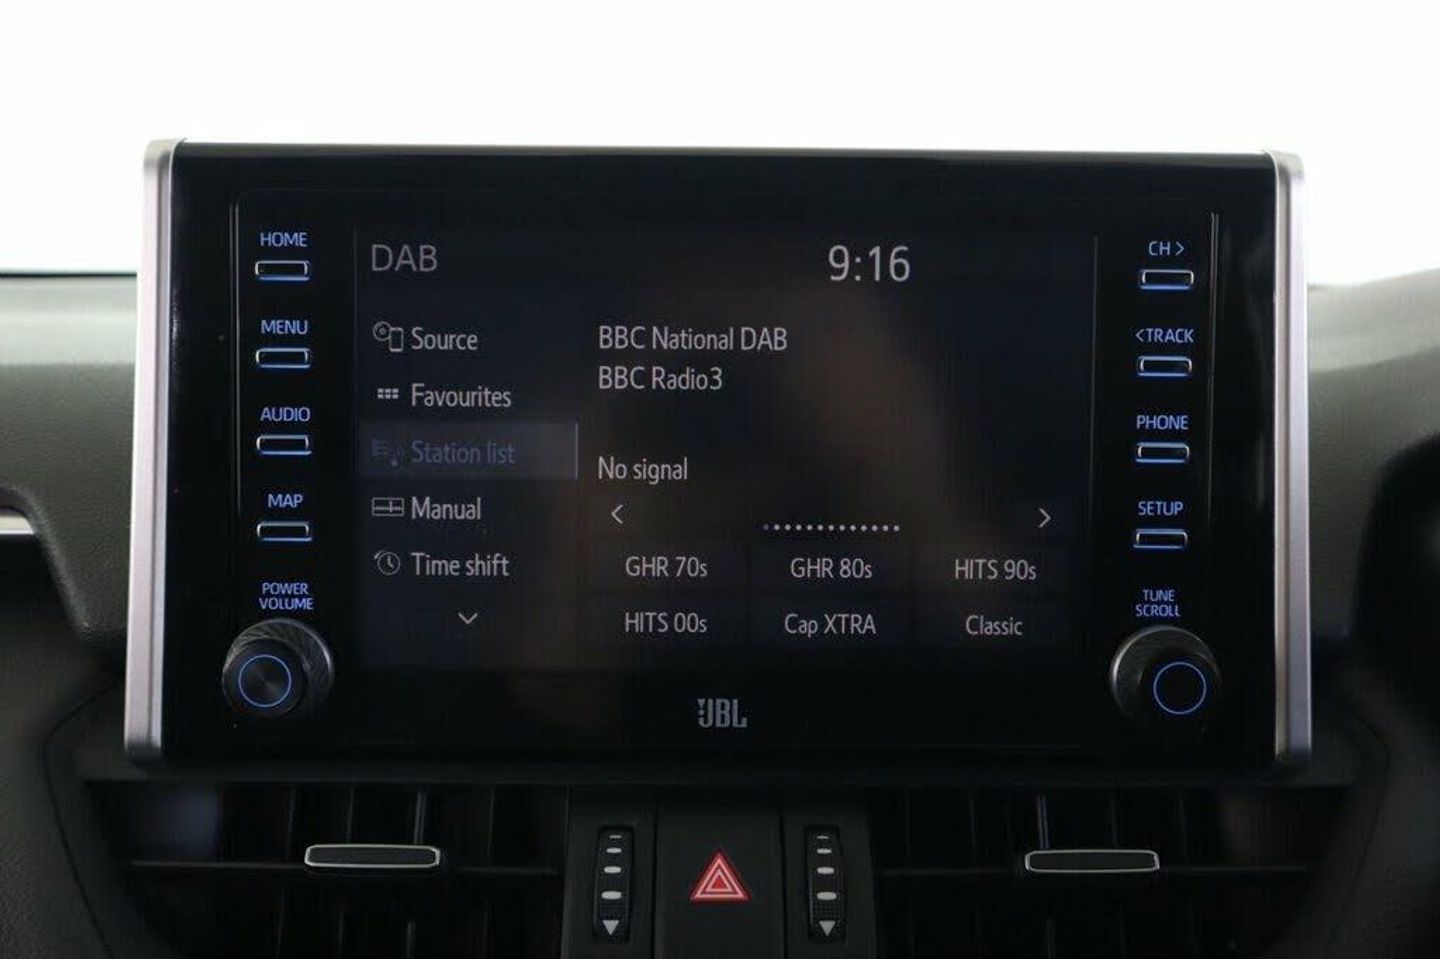 HOME
MENU
AUDIO
MAP
POWER
VOLUME
DAB
9:16
Source
Favourites
Station list
Manual
Time shift
BBC National DAB
BBC Radio3
No signal
< >
GHR 70s GHR 80s HITS 90s
HITS 00s Cap XTRA Classic
CH >
<TRACK
PHONE
SETUP
TUNE
SCROLL
JBL